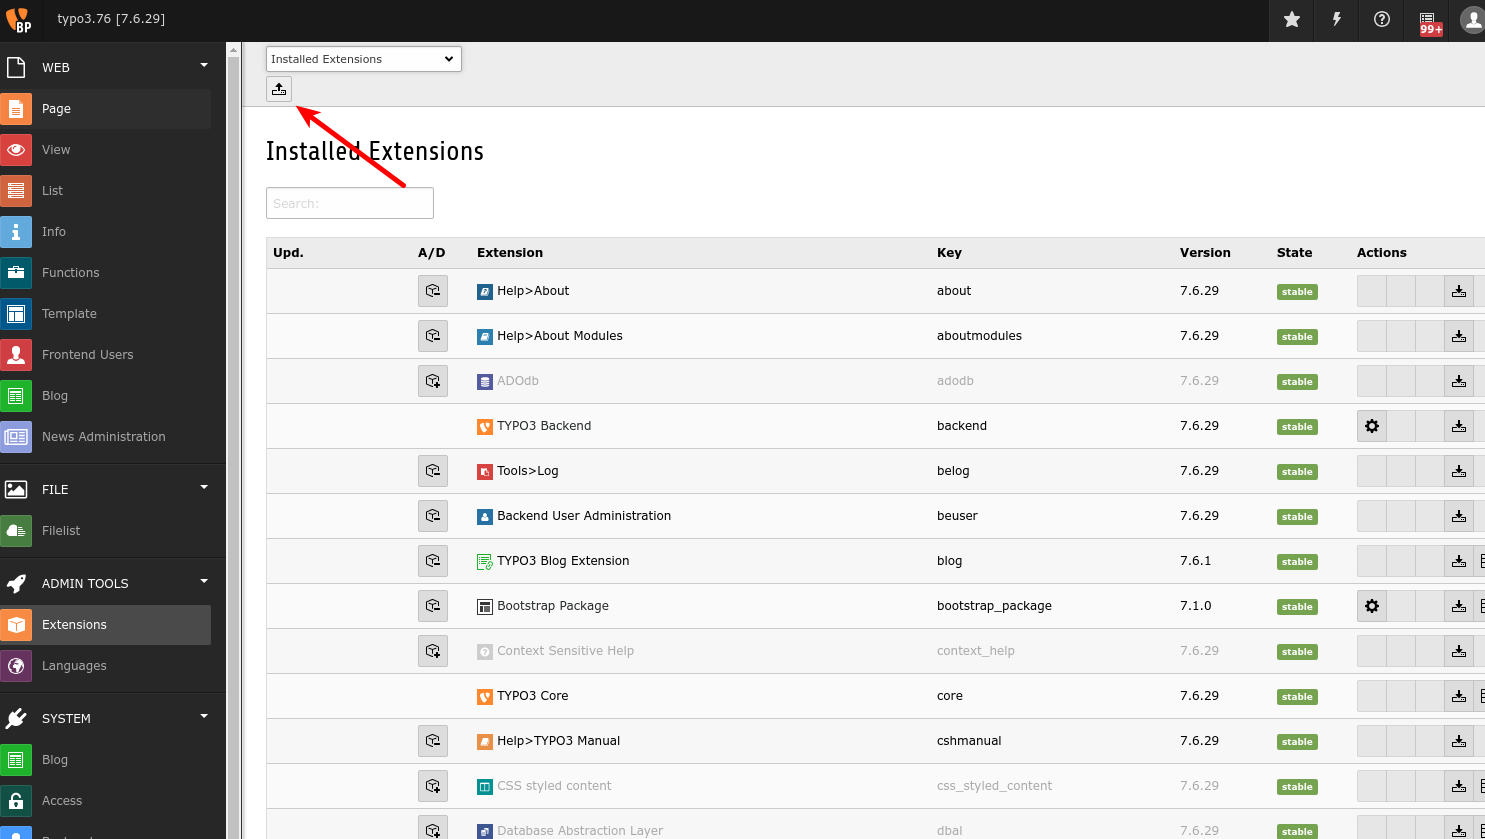 BP
typo3.76 [7.6.29]
99+
WEB
Page
View
List
Info
Functions
Template
Frontend Users
Blog
News Administration
FILE
Filelist
ADMIN TOOLS
Extensions
Languages
SYSTEM
Blog
Access
Installed Extensions
Installed Extensions
Search:
Upd. A/D Extension Key Version State Actions
Help>About about 7.6.29 stable
Help>About Modules aboutmodules 7.6.29 stable
ADOdb adodb 7.6.29 stable
TYPO3 Backend backend 7.6.29 stable
Tools>Log belog 7.6.29 stable
Backend User Administration beuser 7.6.29 stable
TYPO3 Blog Extension blog 7.6.1 stable
Bootstrap Package bootstrap_package 7.1.0 stable
Context Sensitive Help context_help 7.6.29 stable
TYPO3 Core core 7.6.29 stable
Help>TYPO3 Manual cshmanual 7.6.29 stable
CSS styled content css_styled_content 7.6.29 stable
Database Abstraction Layer dbal 7.6.29 stable